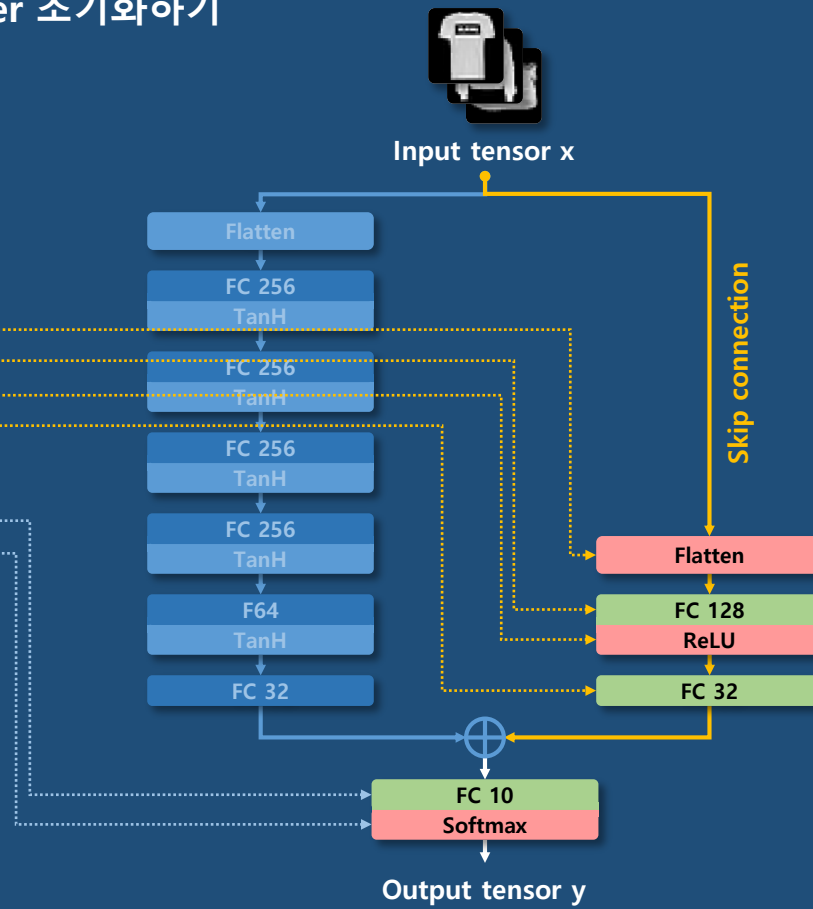 er 초기화하기
Input tensor x
Flatten
FC 256
TanH
FC 256
TanH
FC 256
TanH
FC 256
TanH
F64
TanH
FC 32
Skip connection
Flatten
FC 128
ReLU
FC 32
FC 10
Softmax
Output tensor y